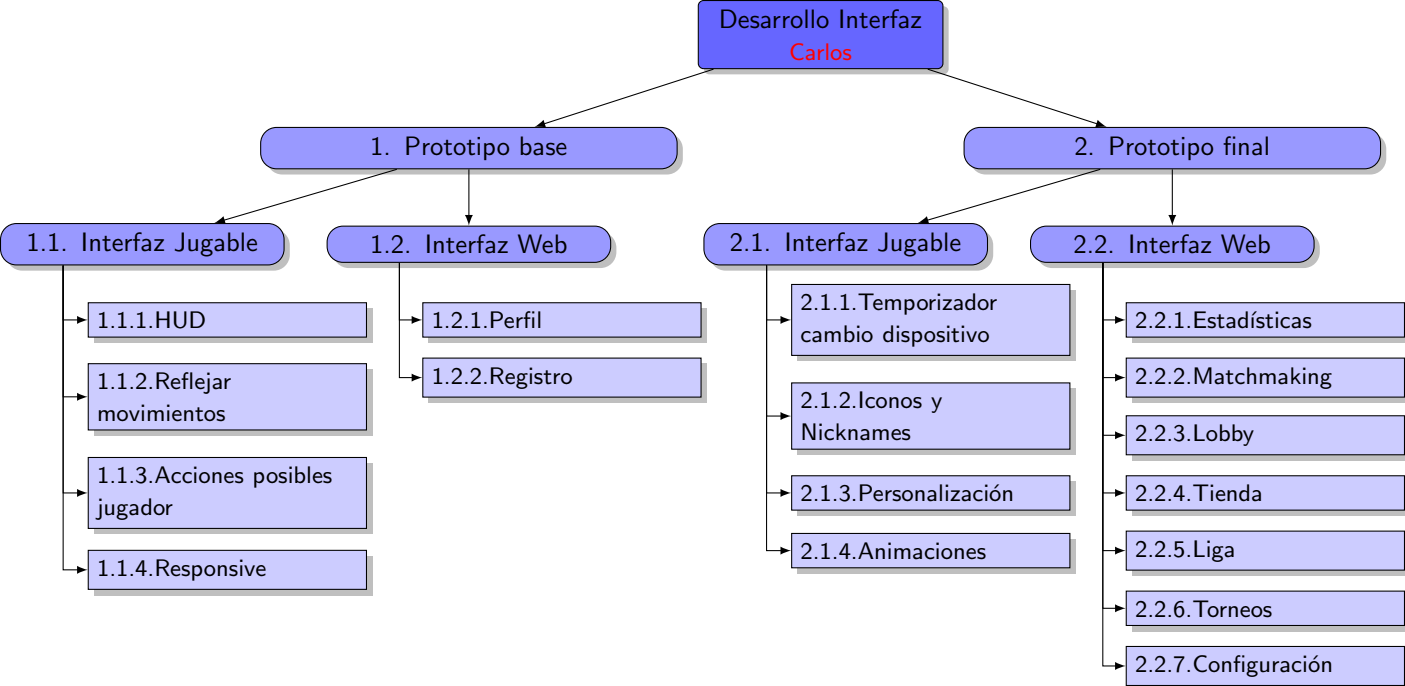 Desarrollo Interfaz
Carlos
1. Prototipo base
2. Prototipo final
1.1. Interfaz Jugable
1.2. Interfaz Web
2.1. Interfaz Jugable
2.2. Interfaz Web
1.1.1.HUD
1.1.2.Reflejar
movimientos
1.1.3.Acciones posibles
jugador
1.1.4.Responsive
1.2.1.Perfil
1.2.2.Registro
2.1.1.Temporizador
cambio dispositivo
2.1.2.Iconos y
Nicknames
2.1.3.Personalización
2.1.4.Animaciones
2.2.1.Estadísticas
2.2.2.Matchmaking
2.2.3.Lobby
2.2.4.Tienda
2.2.5.Liga
2.2.6.Torneos
2.2.7.Configuración